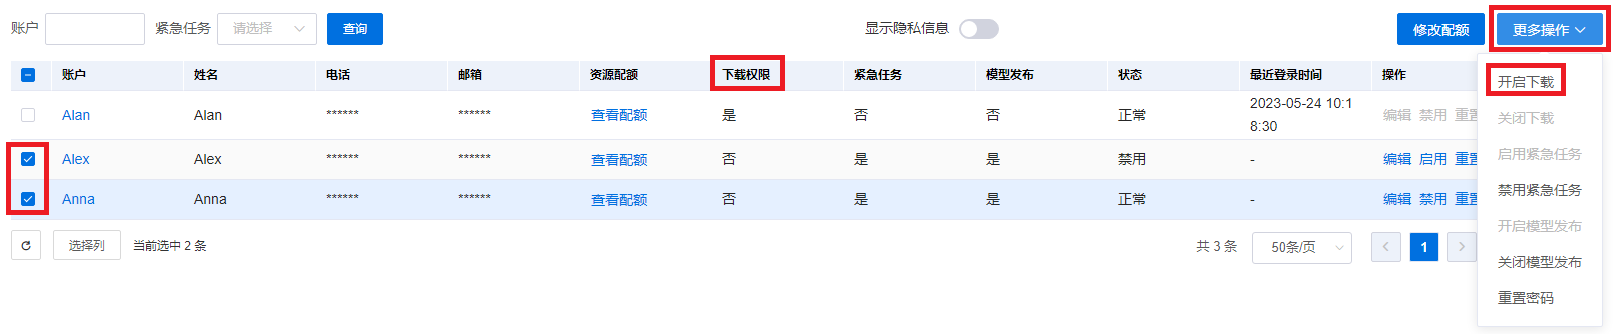 账户 紧急任务 请选择 查询 显示隐私信息 修改配额 更多操作
账户 姓名 电话 邮箱 资源配额 下载权限 紧急任务 模型发布 状态 最近登录时间 操作
Alan Alan ****** ****** 查看配额 是 否 否 正常 2023-05-24 10:1
8:30 编辑 禁用 重置
Alex Alex ****** ****** 查看配额 否 是 是 禁用 - 编辑 启用 重置
Anna Anna ****** ****** 查看配额 否 是 是 正常 - 编辑 禁用 重置
选择列 当前选中 2 条 共 3 条 50条/页 1
开启下载
关闭下载
启用紧急任务
禁用紧急任务
开启模型发布
关闭模型发布
重置密码